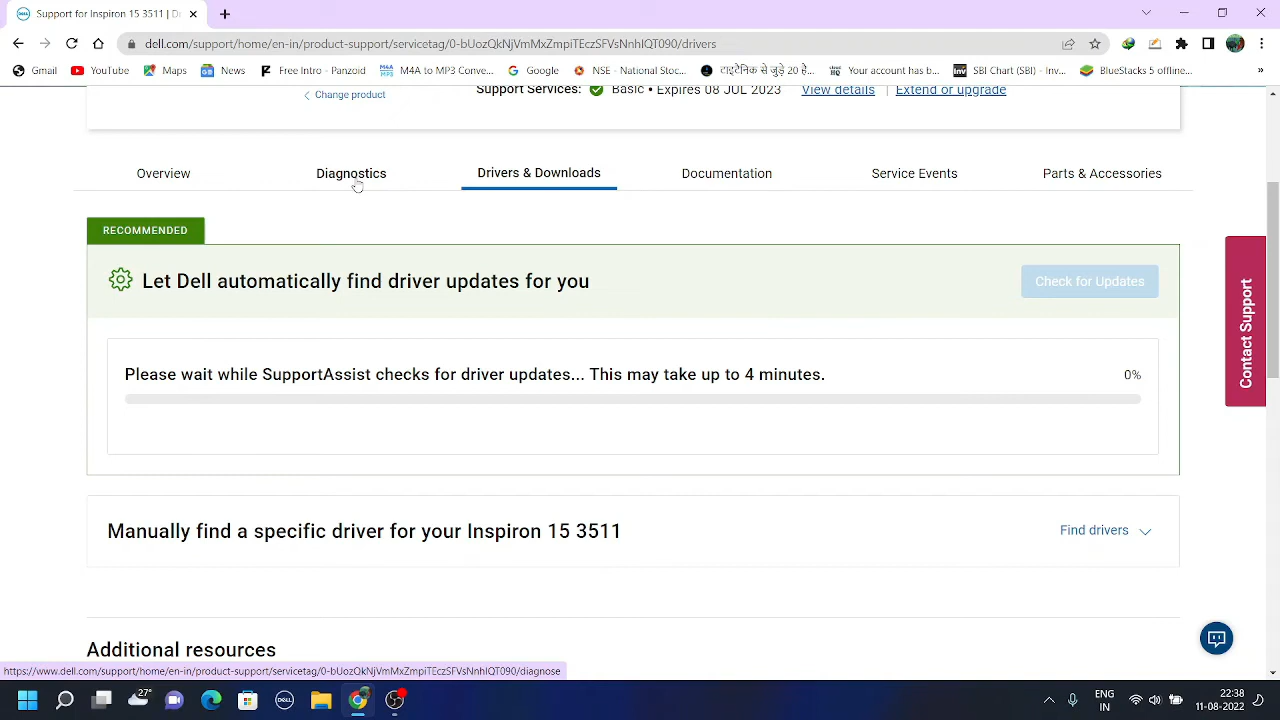 Support for Inspiron 15 3511 | D
dell.com/support/home/en-in/product-support/servicetag/0-bUozQkNjVmMxZmpiTEczSFVsNnhIQT090/drivers
Gmail YouTube Maps News Free Intro - Panzoid M4A to MP3 Conve... Google NSE - National Stoc... Your account has b... SBI Chart (SBI) - Inv... BlueStacks 5 offlin... »
Change product
Support Services: Basic • Expires 08 JUL 2023 View details | Extend or upgrade
Overview
Diagnostics
Drivers & Downloads
Documentation
Service Events
Parts & Accessories
RECOMMENDED
Let Dell automatically find driver updates for you
Check for Updates
Please wait while SupportAssist checks for driver updates... This may take up to 4 minutes.
0%
Contact Support
Manually find a specific driver for your Inspiron 15 3511
Find drivers
Additional resources
https://www.dell.com/support/home/en-in/product-support/servicetag/0-bUozQkNjVmMxZmpiTEczSFVsNnhIQT090/diagnose
27°
DELL
ENG
IN
22:38
11-08-2022